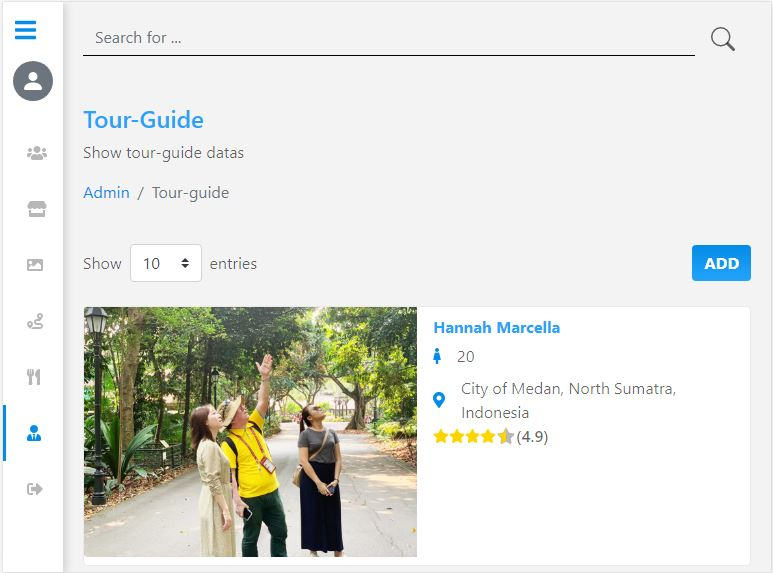 Search for ...
Tour-Guide
Show tour-guide datas
Admin / Tour-guide
Show 10 entries
ADD
Hannah Marcella
20
City of Medan, North Sumatra,
Indonesia
(4.9)